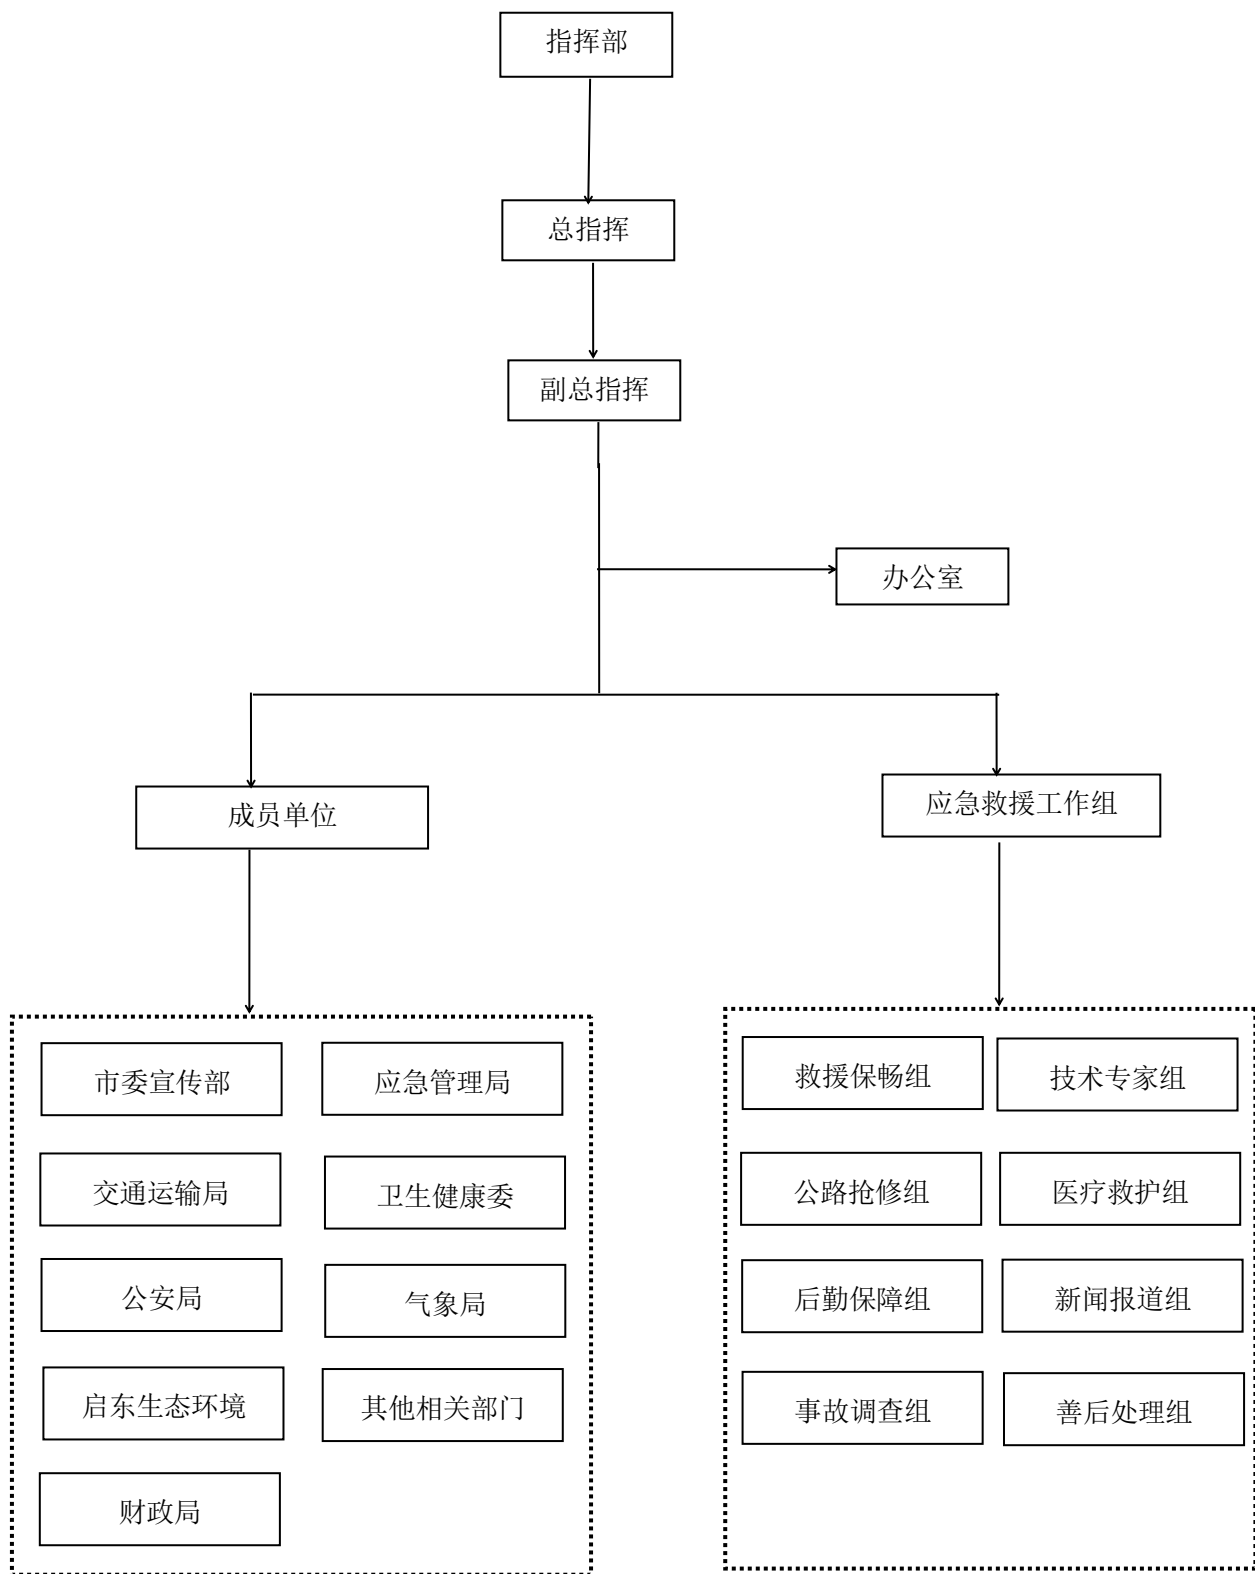 指挥部
总指挥
副总指挥
办公室
成员单位
应急救援工作组
市委宣传部
应急管理局
交通运输局
卫生健康委
公安局
气象局
启东生态环境
其他相关部门
财政局
救援保畅组
技术专家组
公路抢修组
医疗救护组
后勤保障组
新闻报道组
事故调查组
善后处理组